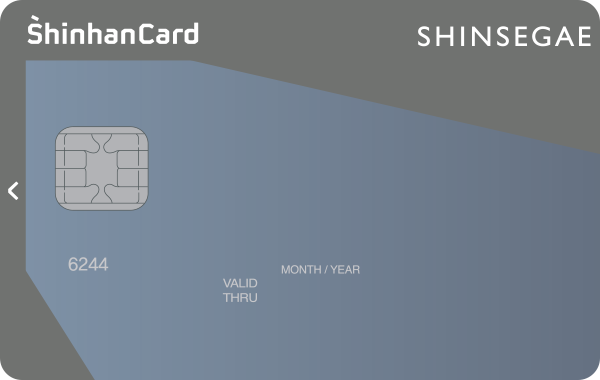 ShinhanCard
SHINSEGAE
6244
MONTH / YEAR
VALID
THRU